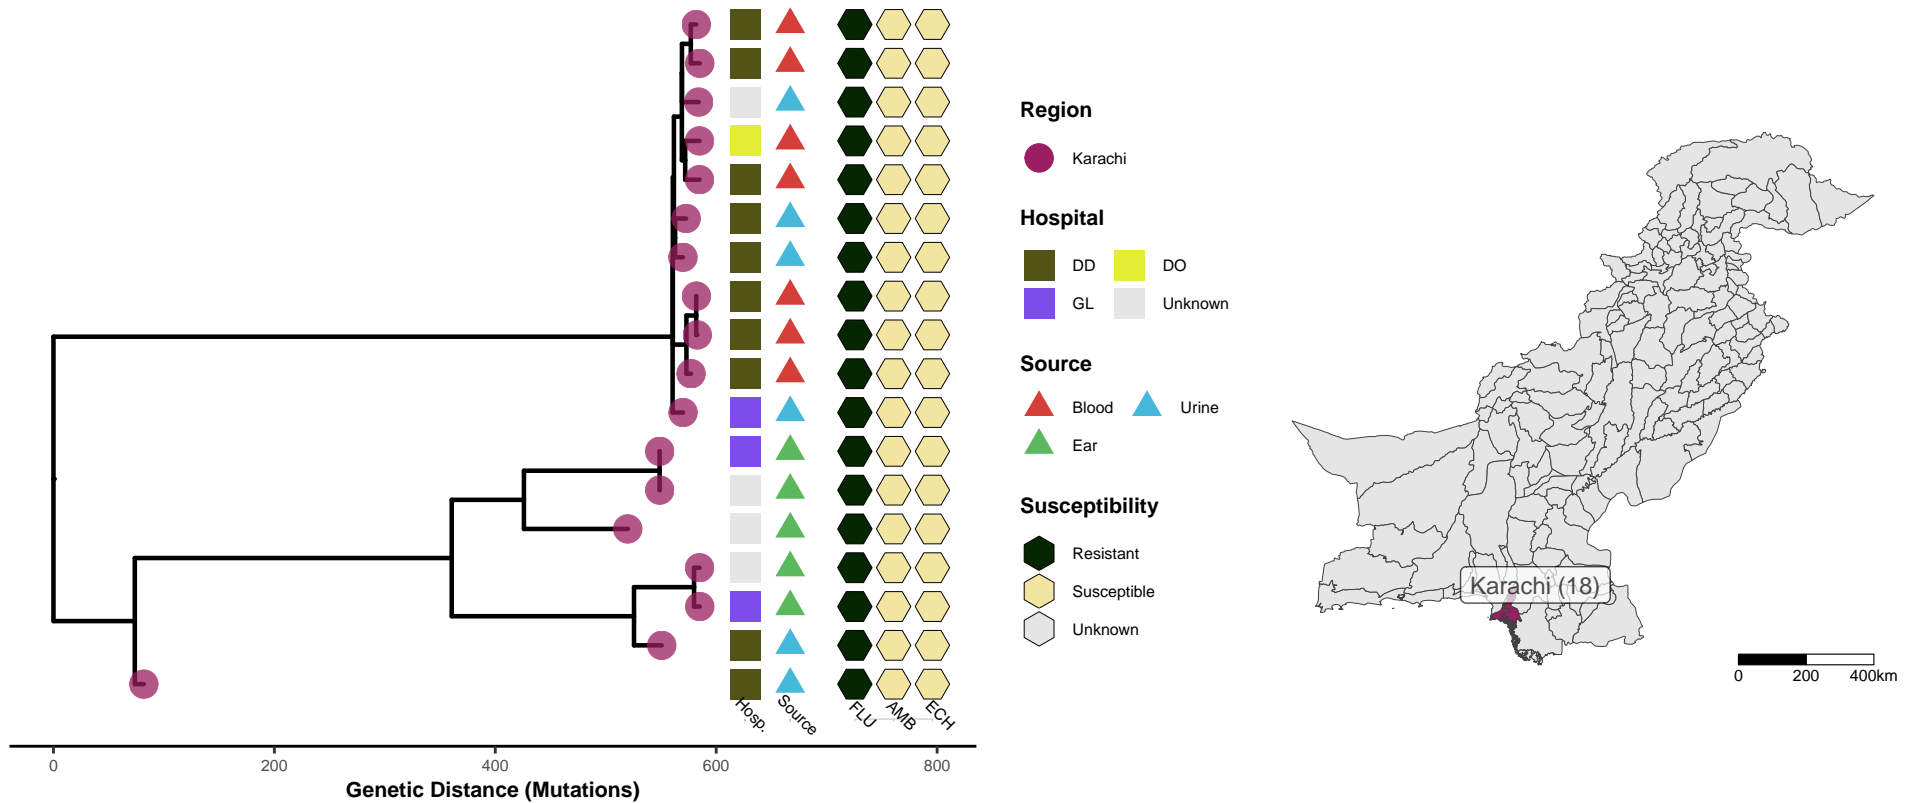 Region
Karachi
Hospital
DD DO
GL Unknown
Source
Blood Urine
Ear
Susceptibility
Resistant
Susceptible
Unknown
Karachi (18)
0 200 400km
Hosp. Source FLU AMB ECH
0 200 400 600 800
Genetic Distance (Mutations)